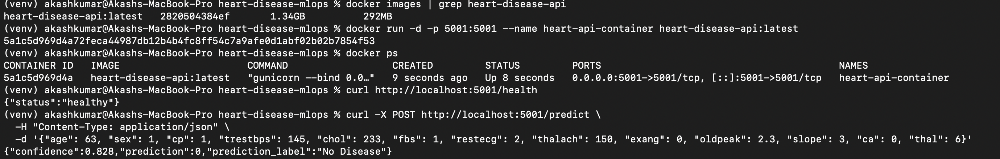 (venv) akashkumar@Akashs-MacBook-Pro heart-disease-mlops % docker images | grep heart-disease-api
heart-disease-api:latest   2820504384ef       1.34GB          292MB
(venv) akashkumar@Akashs-MacBook-Pro heart-disease-mlops % docker run -d -p 5001:5001 --name heart-api-container heart-disease-api:latest
5a1c5d969d4a72feca44987db12b4b4fc8ff54c7a9afe0d1abf02b02b7854f53
(venv) akashkumar@Akashs-MacBook-Pro heart-disease-mlops % docker ps
CONTAINER ID   IMAGE                      COMMAND                  CREATED         STATUS         PORTS                                         NAMES
5a1c5d969d4a   heart-disease-api:latest   "gunicorn --bind 0.0…"   9 seconds ago   Up 8 seconds   0.0.0.0:5001->5001/tcp, [::]:5001->5001/tcp   heart-api-container
(venv) akashkumar@Akashs-MacBook-Pro heart-disease-mlops % curl http://localhost:5001/health
{"status":"healthy"}
(venv) akashkumar@Akashs-MacBook-Pro heart-disease-mlops % curl -X POST http://localhost:5001/predict \
  -H "Content-Type: application/json" \
  -d '{"age": 63, "sex": 1, "cp": 1, "trestbps": 145, "chol": 233, "fbs": 1, "restecg": 2, "thalach": 150, "exang": 0, "oldpeak": 2.3, "slope": 3, "ca": 0, "thal": 6}'
{"confidence":0.828,"prediction":0,"prediction_label":"No Disease"}